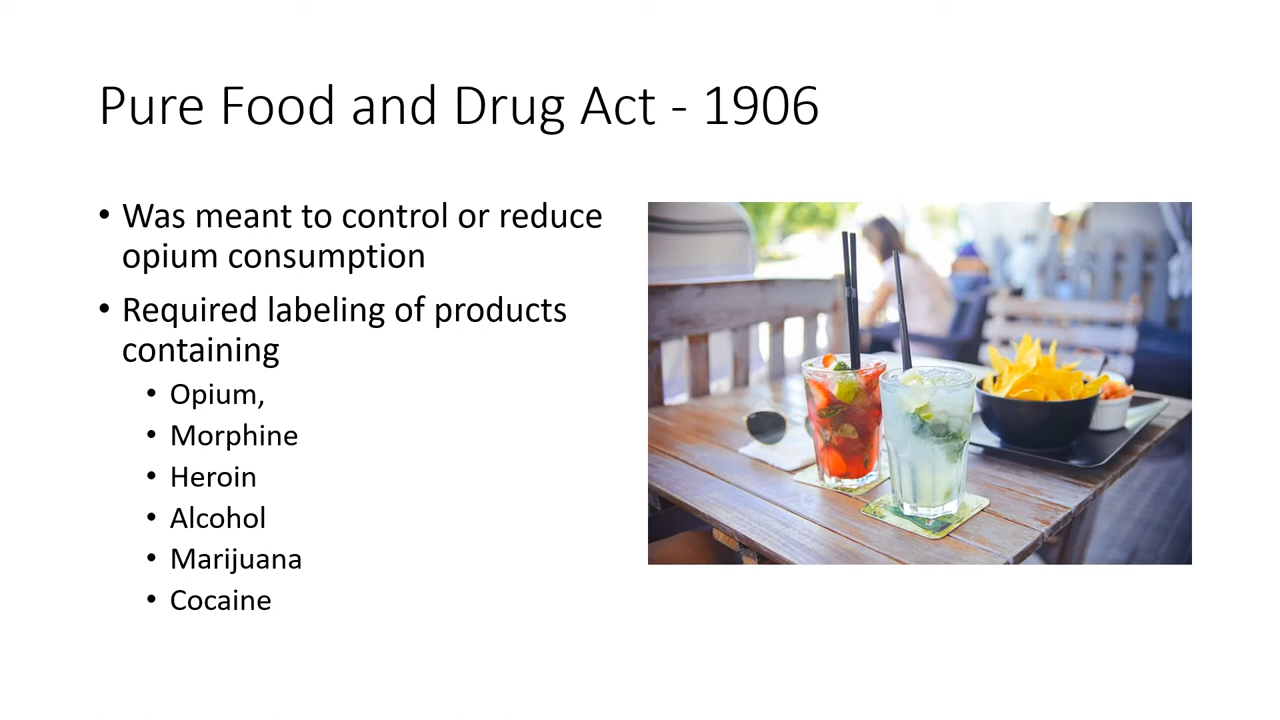 Pure Food and Drug Act - 1906
• Was meant to control or reduce
opium consumption
• Required labeling of products
containing
• Opium,
• Morphine
• Heroin
• Alcohol
• Marijuana
• Cocaine